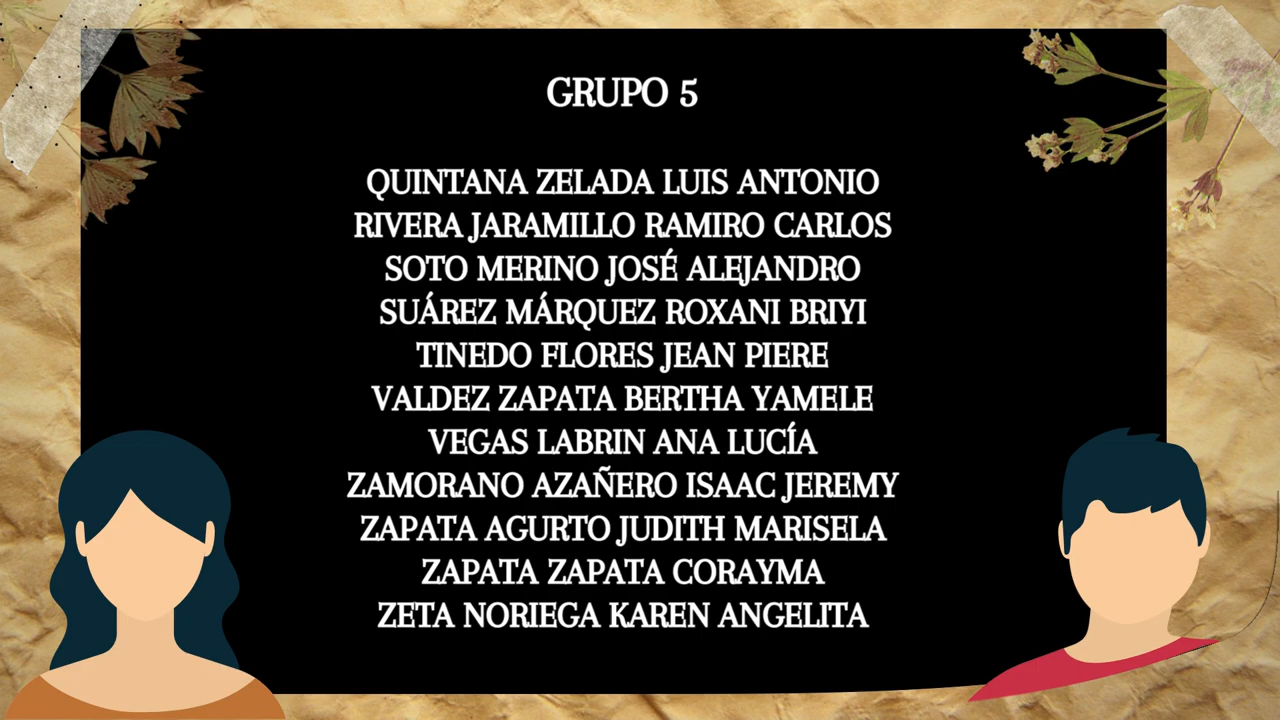 GRUPO 5
QUINTANA ZELADA LUIS ANTONIO
RIVERA JARAMILLO RAMIRO CARLOS
SOTO MERINO JOSÉ ALEJANDRO
SUÁREZ MÁRQUEZ ROXANI BRIYI
TINEDO FLORES JEAN PIERE
VALDEZ ZAPATA BERTHA YAMELE
VEGAS LABRIN ANA LUCÍA
ZAMORANO AZAÑERO ISAAC JEREMY
ZAPATA AGURTO JUDITH MARISELA
ZAPATA ZAPATA CORAYMA
ZETA NORIEGA KAREN ANGELITA